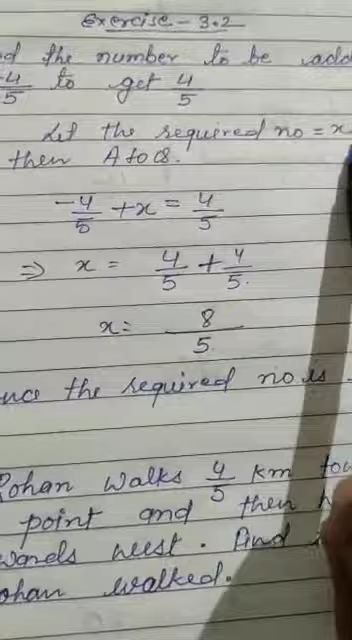 Exercise - 3.2
the number to be
-4/5 to get 4/5
Let the required no = x
then A to Q.
-4/5 + x = 4/5
⇒ x = 4/5 + 4/5.
x = 8/5
the required no is
Rohan walks 4/5 km
point and then
west. Find
Rohan walked.